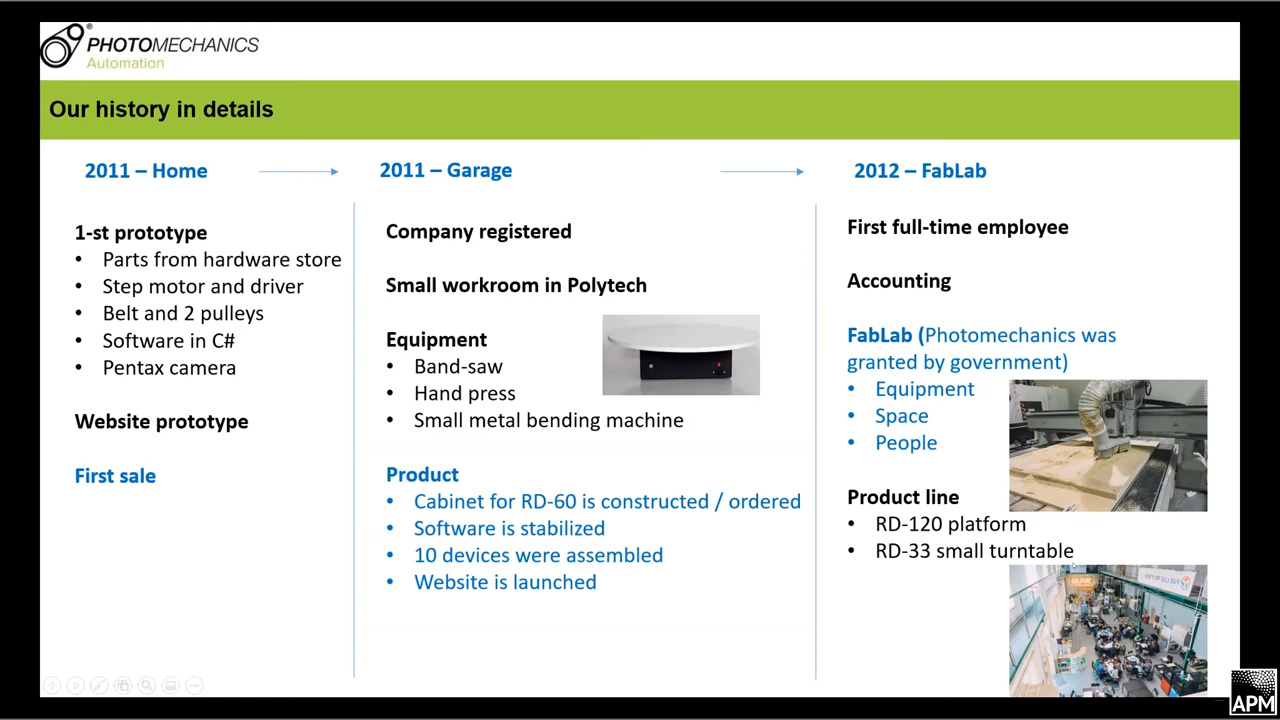 PHOTOMECHANICS
Automation
Our history in details
2011 – Home
1-st prototype
• Parts from hardware store
• Step motor and driver
• Belt and 2 pulleys
• Software in C#
• Pentax camera
Website prototype
First sale
2011 – Garage
Company registered
Small workroom in Polytech
Equipment
• Band-saw
• Hand press
• Small metal bending machine
Product
• Cabinet for RD-60 is constructed / ordered
• Software is stabilized
• 10 devices were assembled
• Website is launched
2012 – FabLab
First full-time employee
Accounting
FabLab (Photomechanics was
granted by government)
• Equipment
• Space
• People
Product line
• RD-120 platform
• RD-33 small turntable
APM